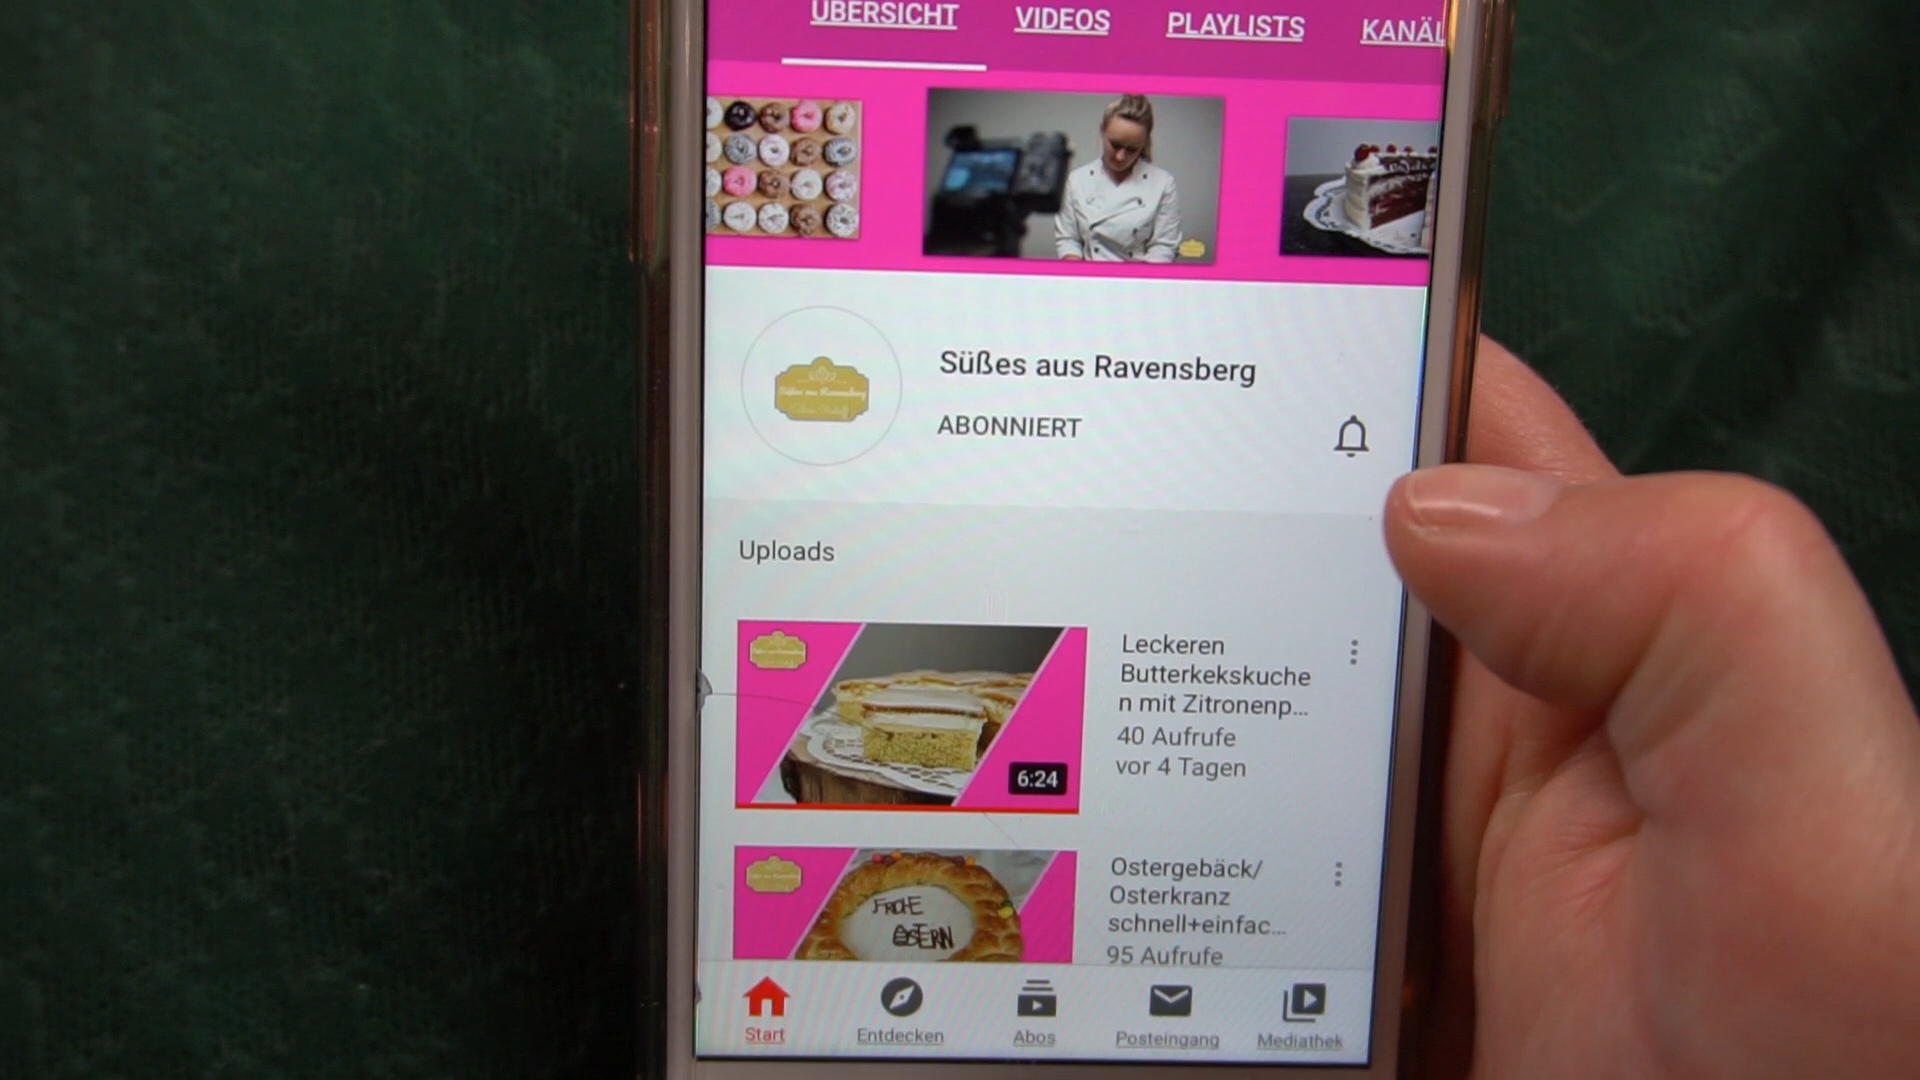 ÜBERSICHT VIDEOS PLAYLISTS KANÄL
Süßes aus Ravensberg
ABONNIERT
Uploads
Leckeren
Butterkekskuche
n mit Zitronenp...
40 Aufrufe
vor 4 Tagen
6:24
Ostergebäck/
Osterkranz
schnell+einfac...
95 Aufrufe
FROHE
OSTERN
Start Entdecken Abos Posteingang Mediathek